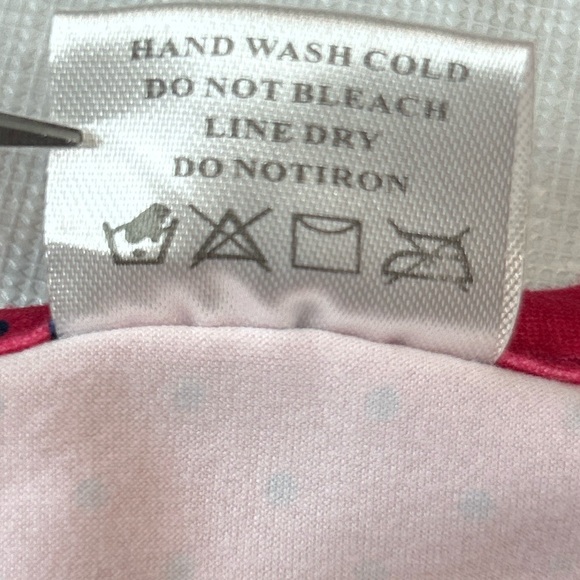 HAND WASH COLD
DO NOT BLEACH
LINE DRY
DO NOTIRON